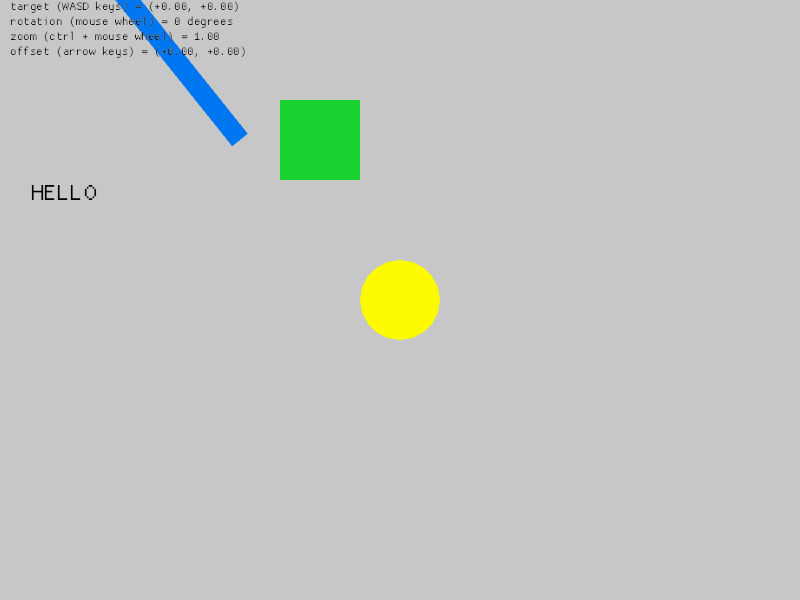 target (WASD keys) = (+0.00, +0.00)
rotation (mouse wheel) = 0 degrees
zoom (ctrl + mouse wheel) = 1.00
offset (arrow keys) = (+0.00, +0.00)
HELLO